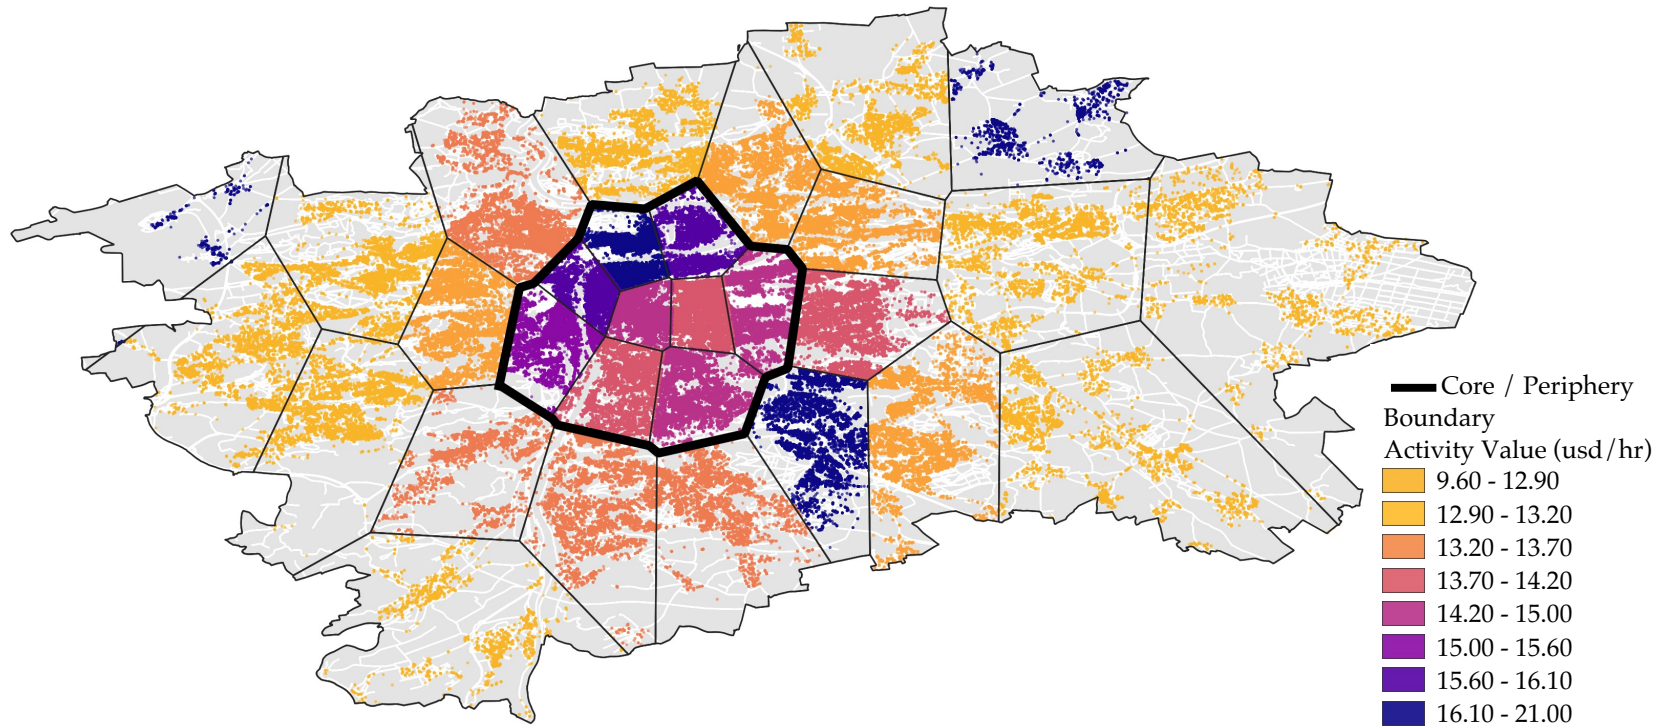 Core / Periphery
Boundary
Activity Value (usd/hr)
9.60 - 12.90
12.90 - 13.20
13.20 - 13.70
13.70 - 14.20
14.20 - 15.00
15.00 - 15.60
15.60 - 16.10
16.10 - 21.00